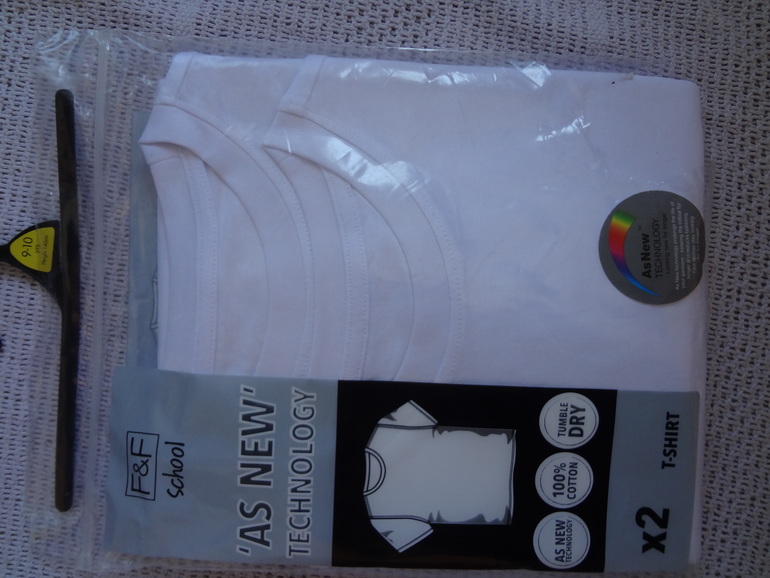 9-10
F&F
school
'AS NEW'
TECHNOLOGY
As New
TECHNOLOGY
TUMBLE
DRY
100%
COTTON
AS NEW
TECHNOLOGY
x2
T-SHIRT